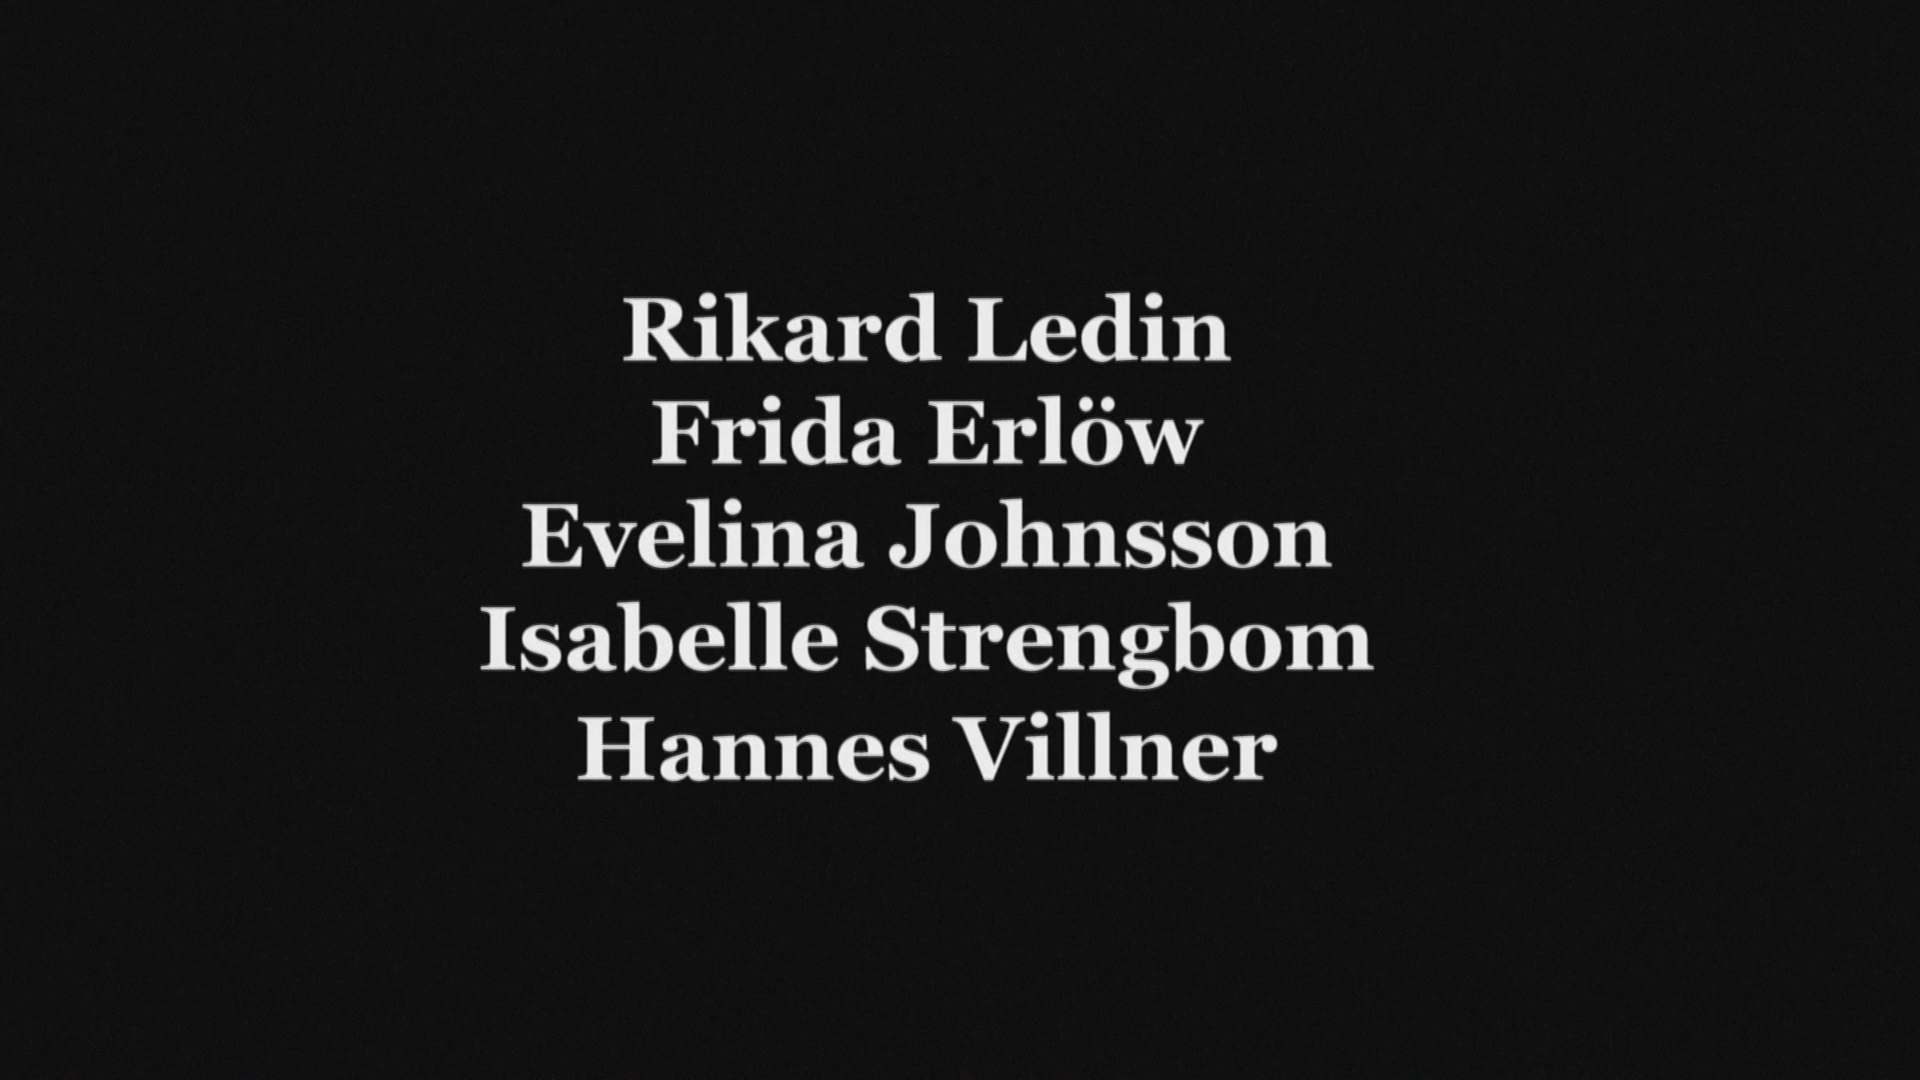 Rikard Ledin
Frida Erlöw
Evelina Johnsson
Isabelle Strengbom
Hannes Villner